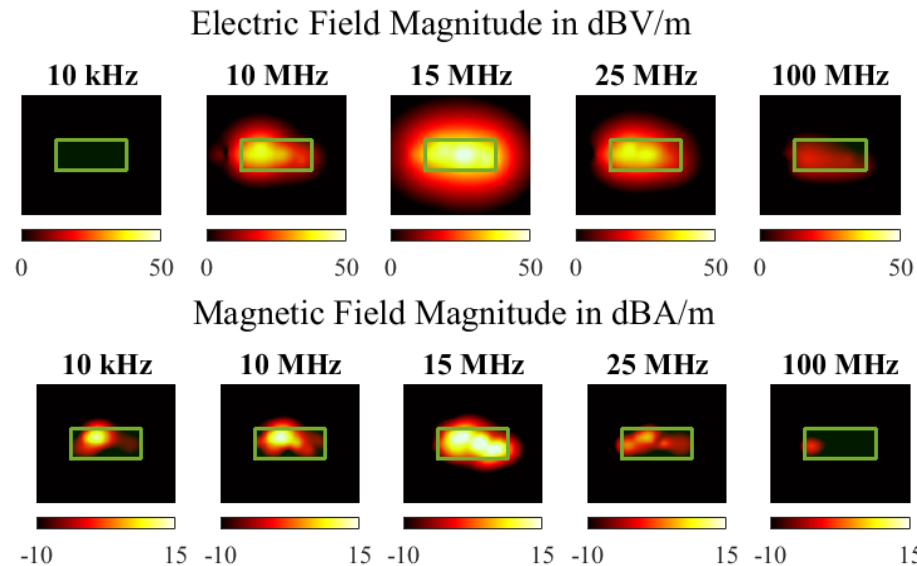 Electric Field Magnitude in dBV/m
10 kHz 10 MHz 15 MHz 25 MHz 100 MHz
0 50 0 50 0 50 0 50 0 50
Magnetic Field Magnitude in dBA/m
10 kHz 10 MHz 15 MHz 25 MHz 100 MHz
-10 15 -10 15 -10 15 -10 15 -10 15